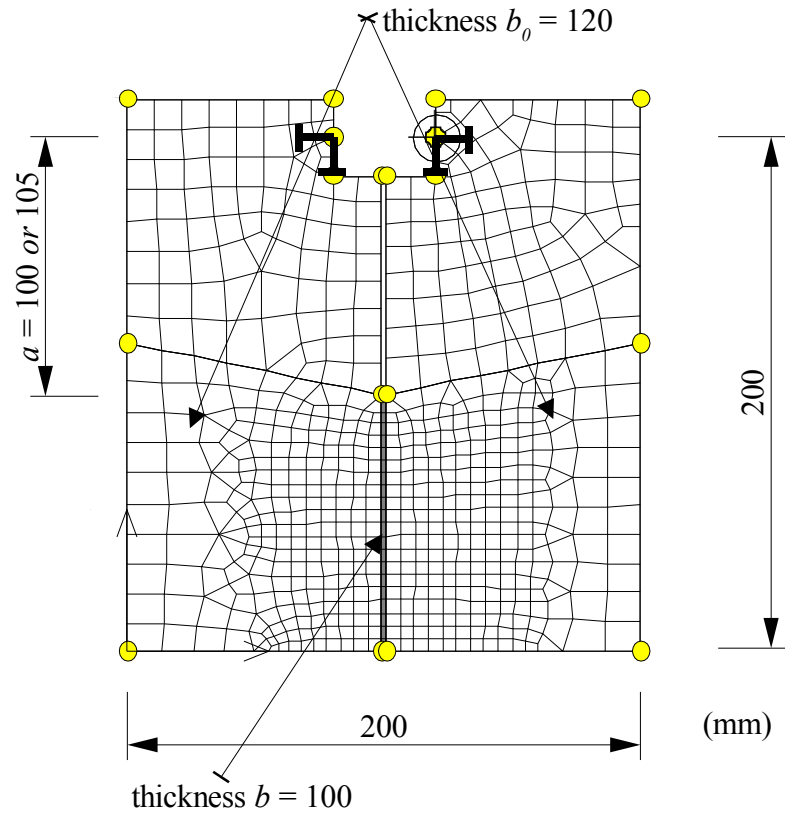 thickness b₀ = 120
a = 100 or 105
200
200
(mm)
thickness b = 100